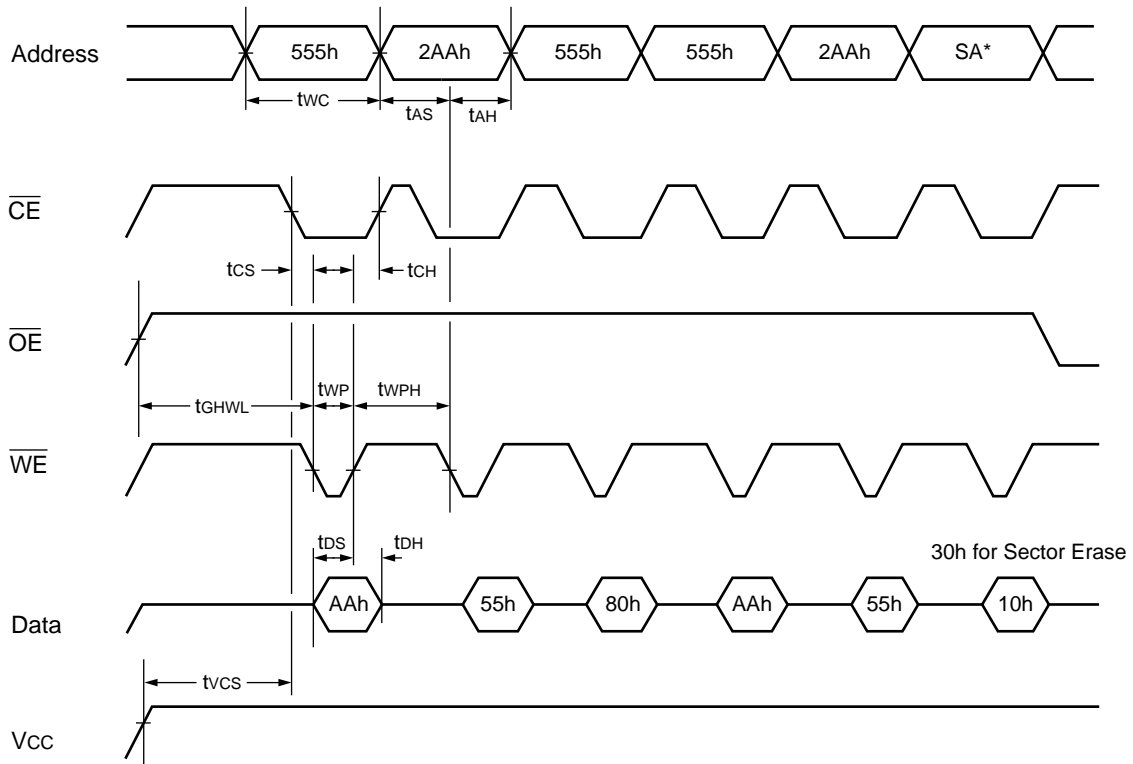 Address 555h 2AAh 555h 555h 2AAh SA*
tWC tAS tAH
CE
tCS tCH
OE
tGHWL tWP tWPH
WE
tDS tDH
30h for Sector Erase
Data AAh 55h 80h AAh 55h 10h
tVCS
VCC